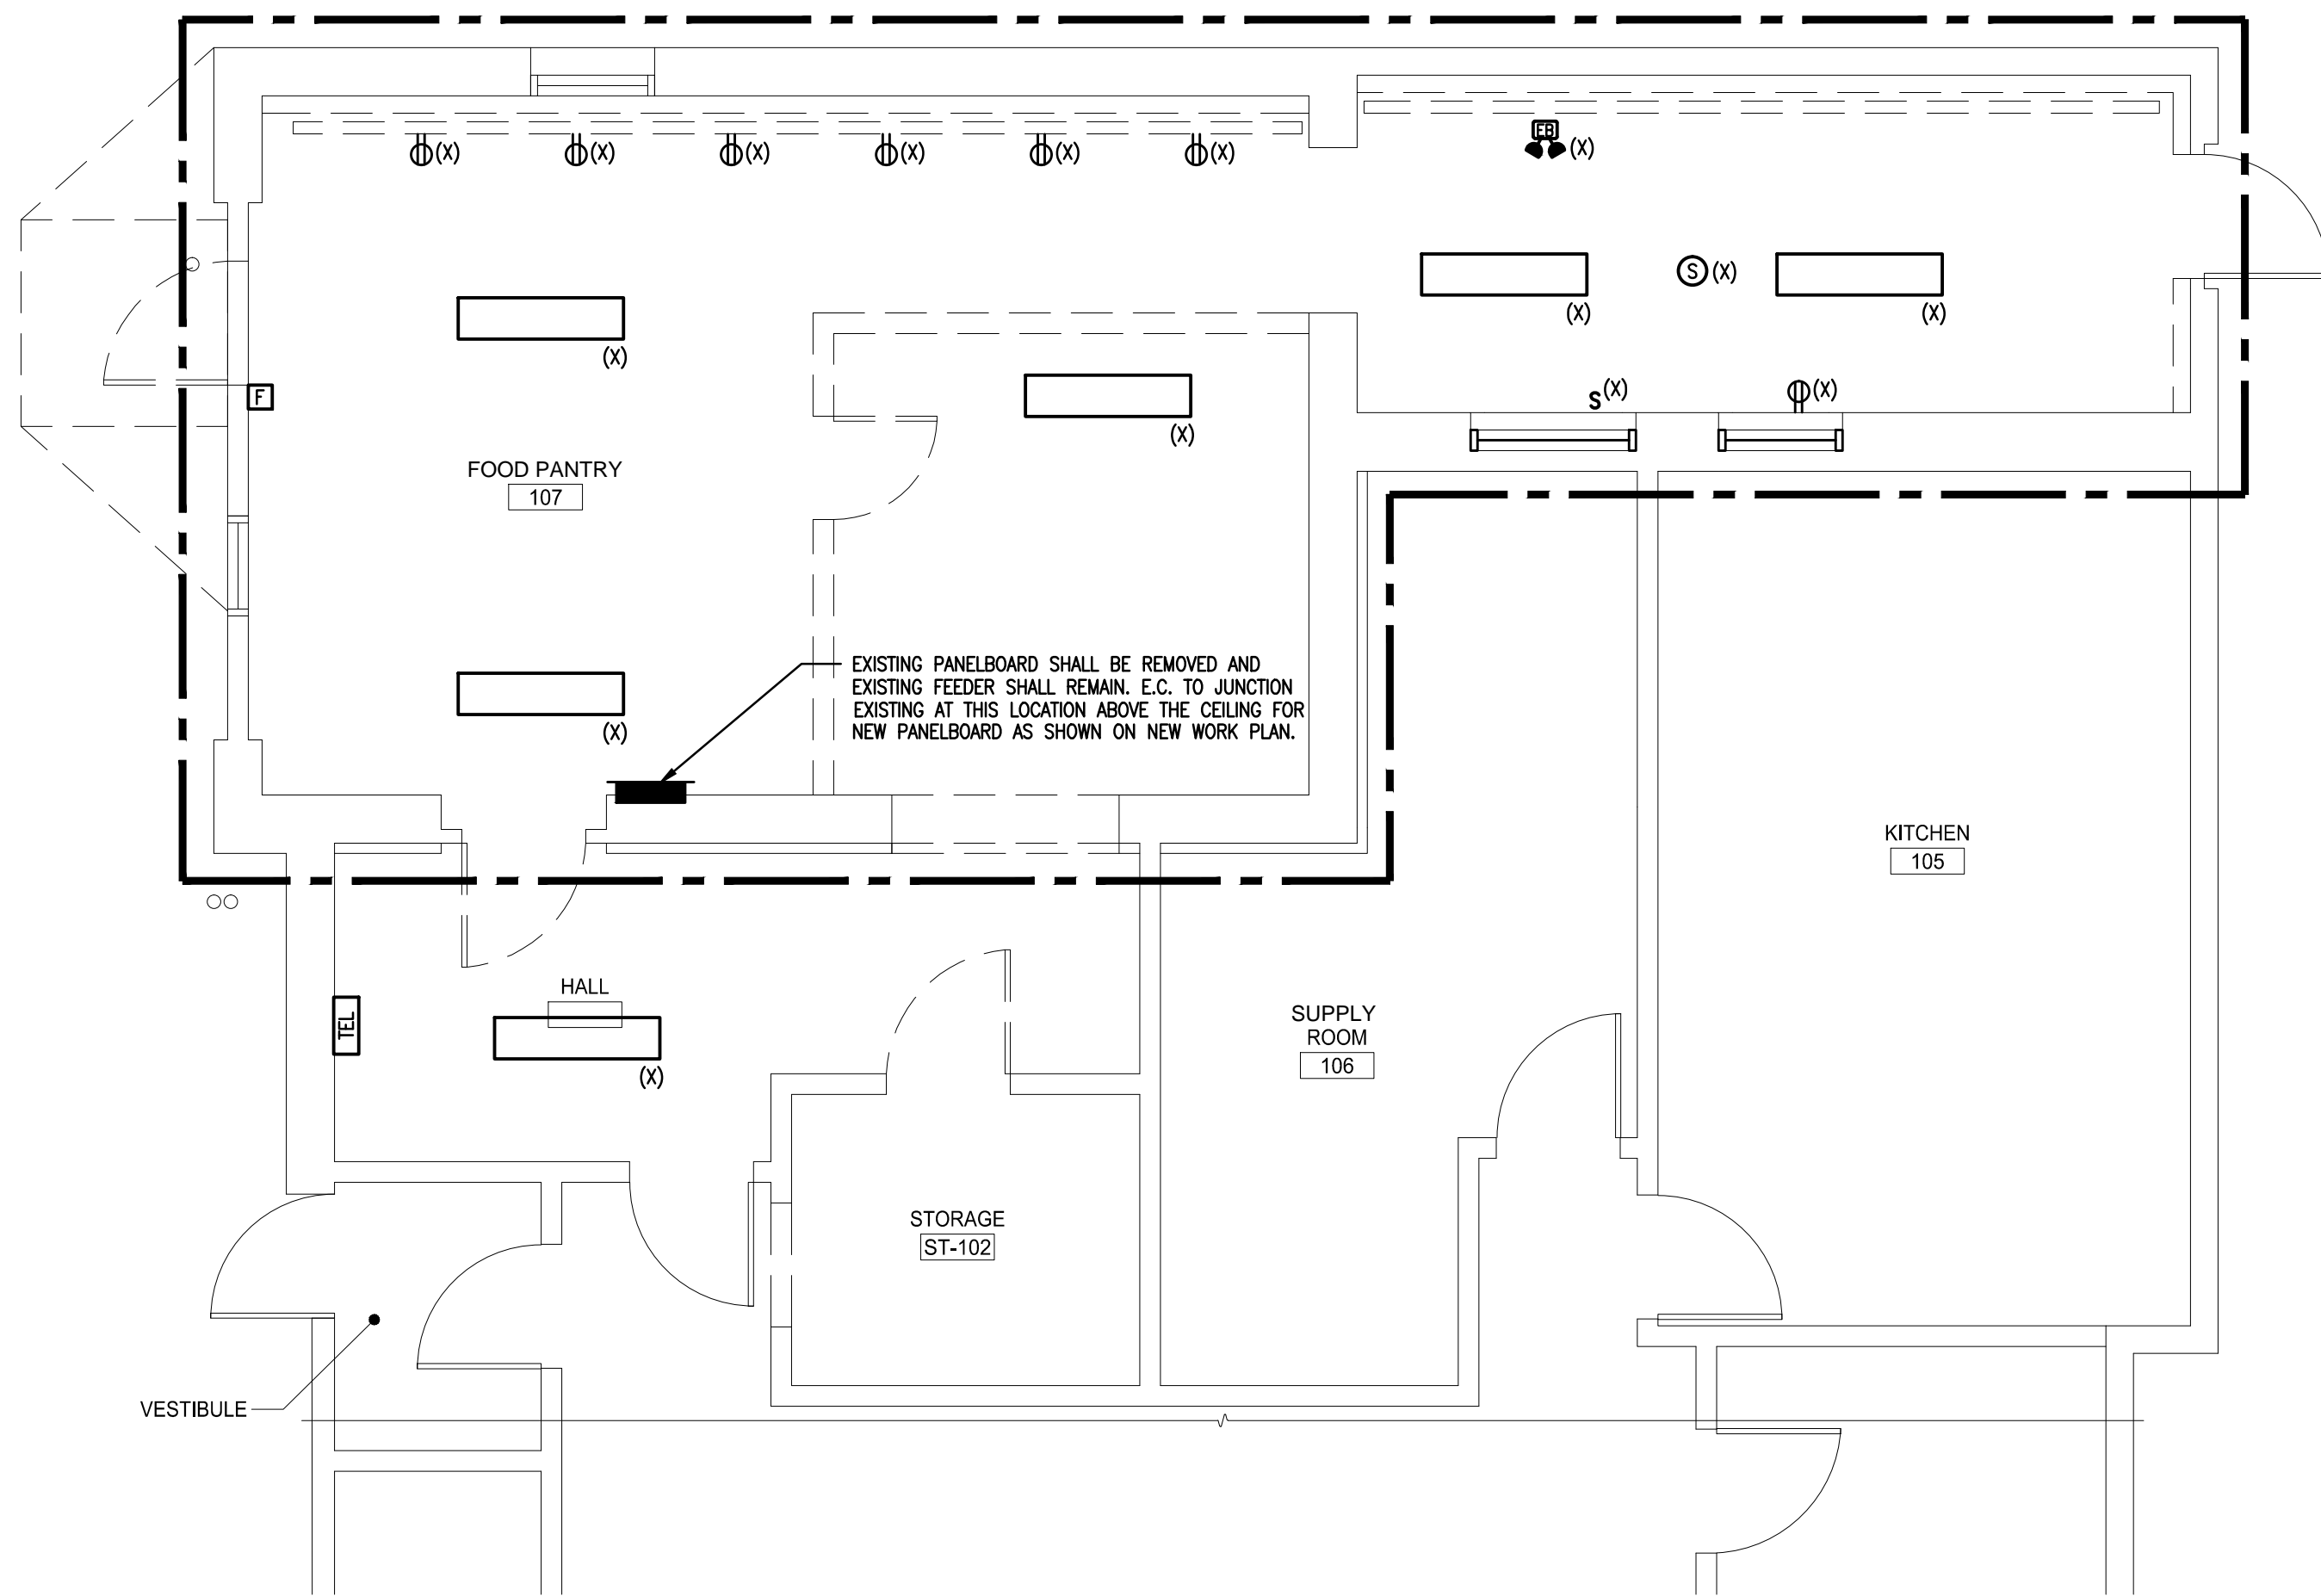 (X) (X) (X) (X) (X) (X)
EB (X)
S (X)
(X) (X)
(X)
F
(X)
S (X) (X)
FOOD PANTRY
107
EXISTING PANELBOARD SHALL BE REMOVED AND
EXISTING FEEDER SHALL REMAIN. E.C. TO JUNCTION
EXISTING AT THIS LOCATION ABOVE THE CEILING FOR
NEW PANELBOARD AS SHOWN ON NEW WORK PLAN.
(X)
KITCHEN
105
HALL
TEL
(X)
SUPPLY
ROOM
106
STORAGE
ST-102
VESTIBULE